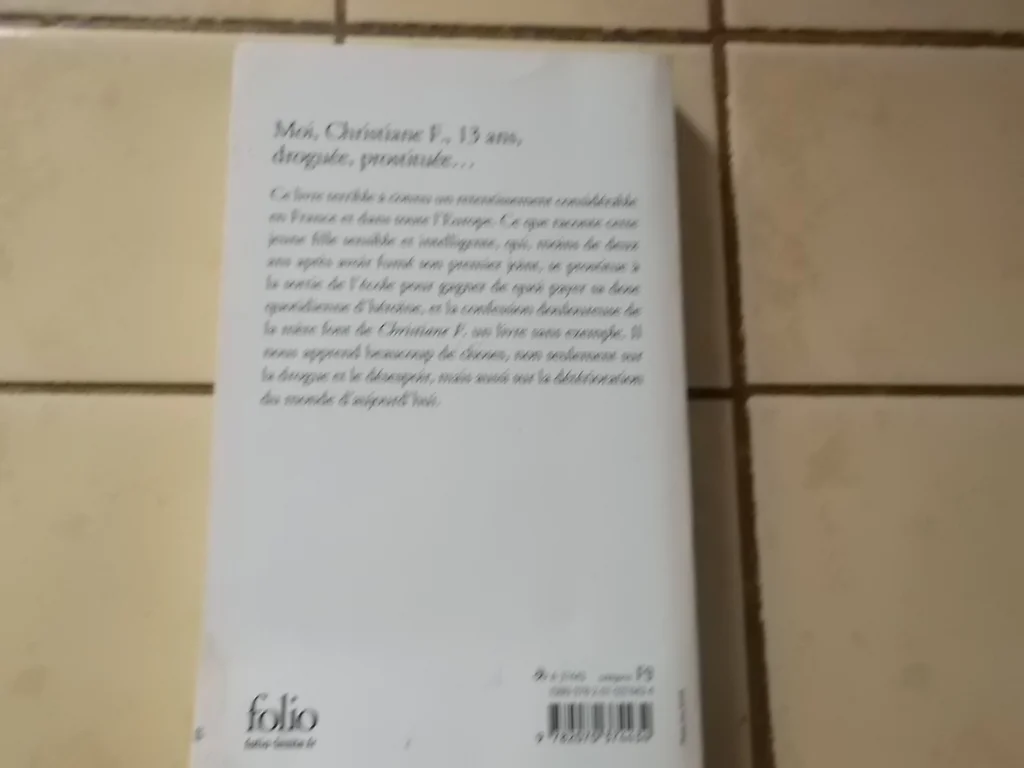 Moi, Christiane F., 13 ans,
droguée, prostituée...
Ce livre terrible a connu un retentissement considérable
en France et dans toute l'Europe. Ce que raconte cette
jeune fille sensible et intelligente, qui, moins de deux
ans après avoir fumé son premier joint, se prostitue à
la sortie de l'école pour gagner de quoi payer sa dose
quotidienne d'héroïne, et la confession douloureuse de
la mère font de Christiane F. un livre sans exemple. Il
nous apprend beaucoup de choses, non seulement sur
la drogue et le désespoir, mais aussi sur la détérioration
du monde d'aujourd'hui.
folio